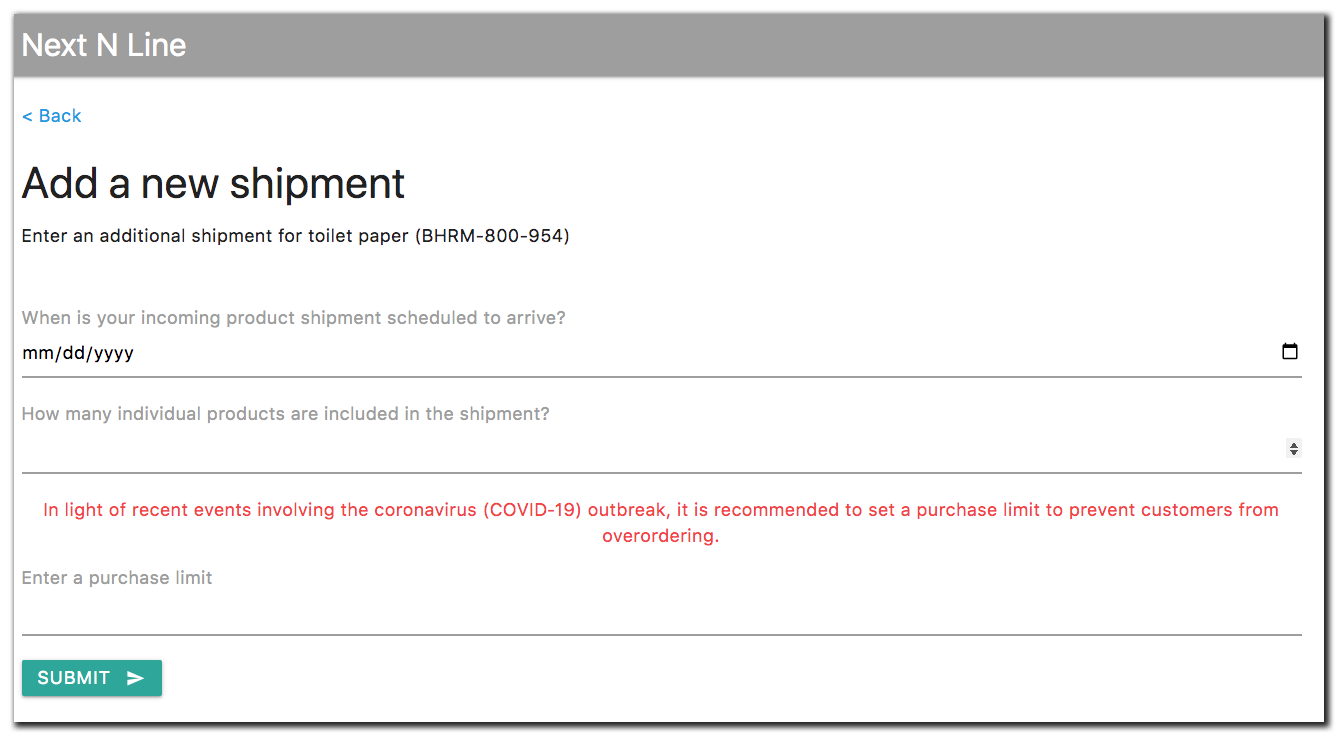 Next N Line
< Back
Add a new shipment
Enter an additional shipment for toilet paper (BHRM-800-954)
When is your incoming product shipment scheduled to arrive?
mm/dd/yyyy
How many individual products are included in the shipment?
In light of recent events involving the coronavirus (COVID-19) outbreak, it is recommended to set a purchase limit to prevent customers from
overordering.
Enter a purchase limit
SUBMIT